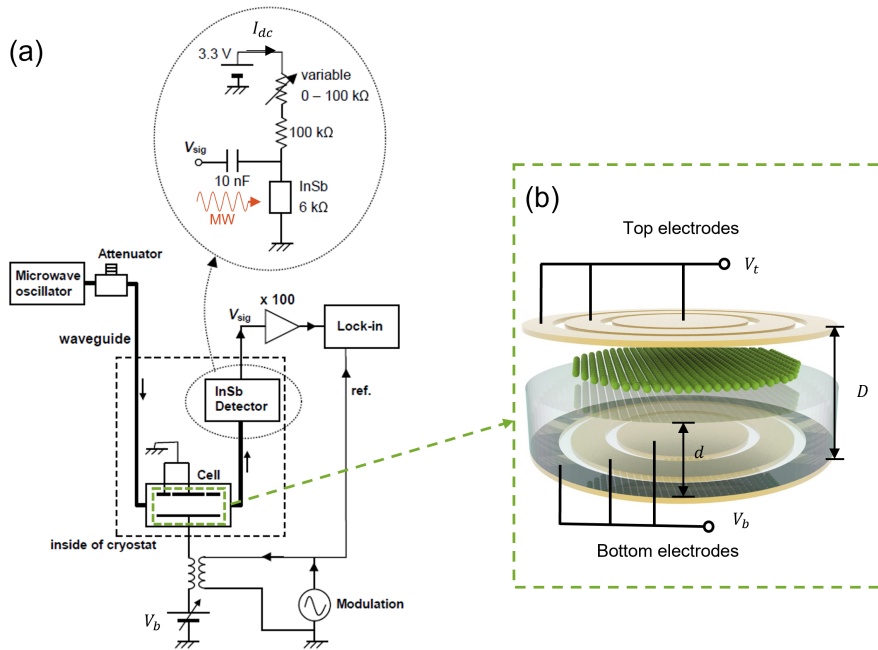 (a)
I_dc
3.3 V
variable
0 – 100 kΩ
100 kΩ
V_sig
10 nF
InSb
6 kΩ
MW
Attenuator
Microwave
oscillator
waveguide
V_sig
x 100
Lock-in
InSb
Detector
ref.
Cell
inside of cryostat
Modulation
V_b
(b)
Top electrodes
V_t
D
d
V_b
Bottom electrodes